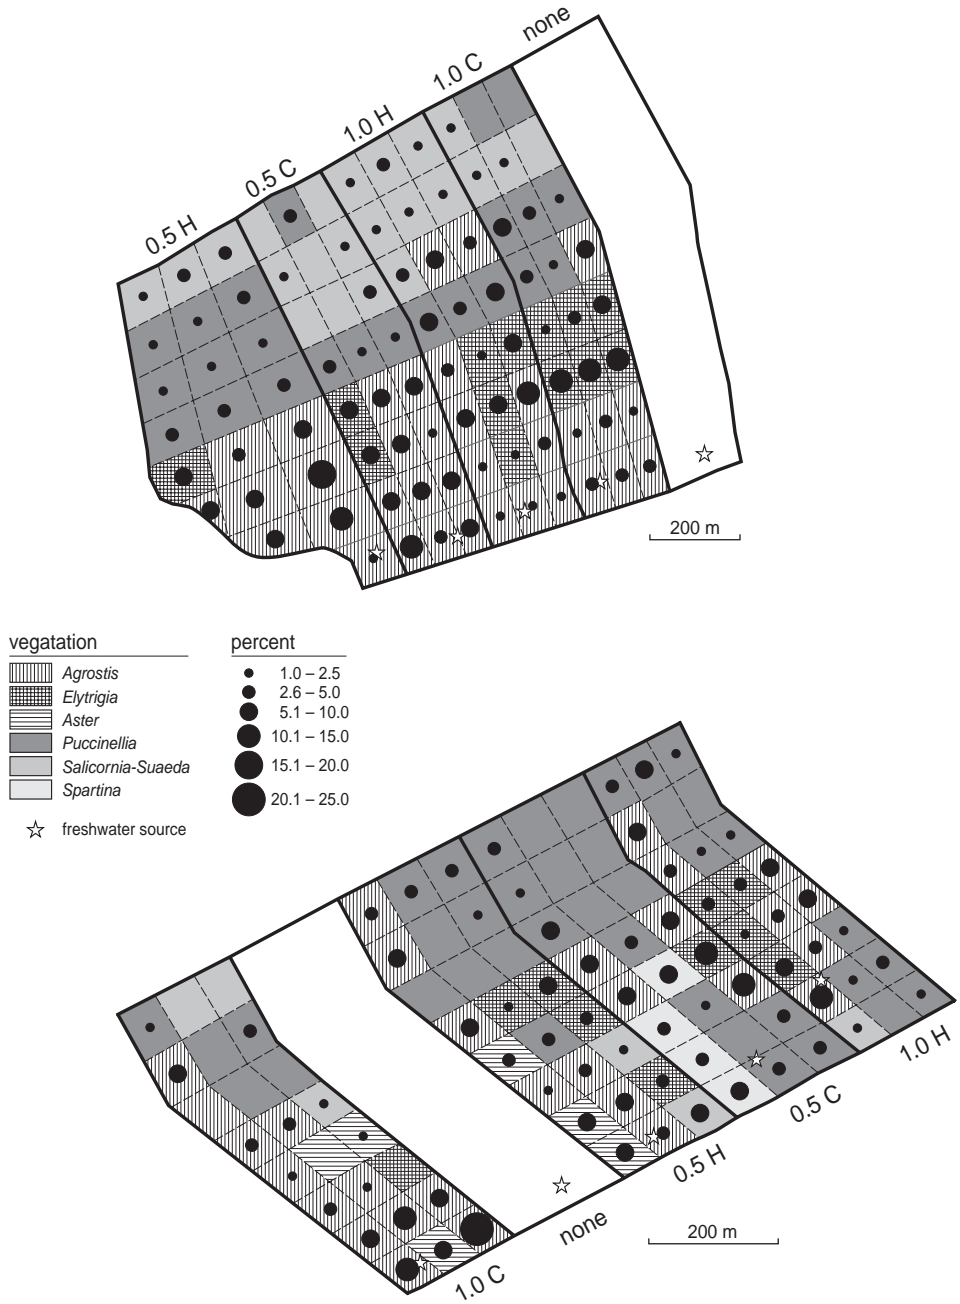 none
1.0 C
1.0 H
0.5 C
0.5 H
200 m
vegatation
Agrostis
Elytrigia
Aster
Puccinellia
Salicornia-Suaeda
Spartina
freshwater source
percent
1.0 – 2.5
2.6 – 5.0
5.1 – 10.0
10.1 – 15.0
15.1 – 20.0
20.1 – 25.0
1.0 H
0.5 C
0.5 H
none
1.0 C
200 m